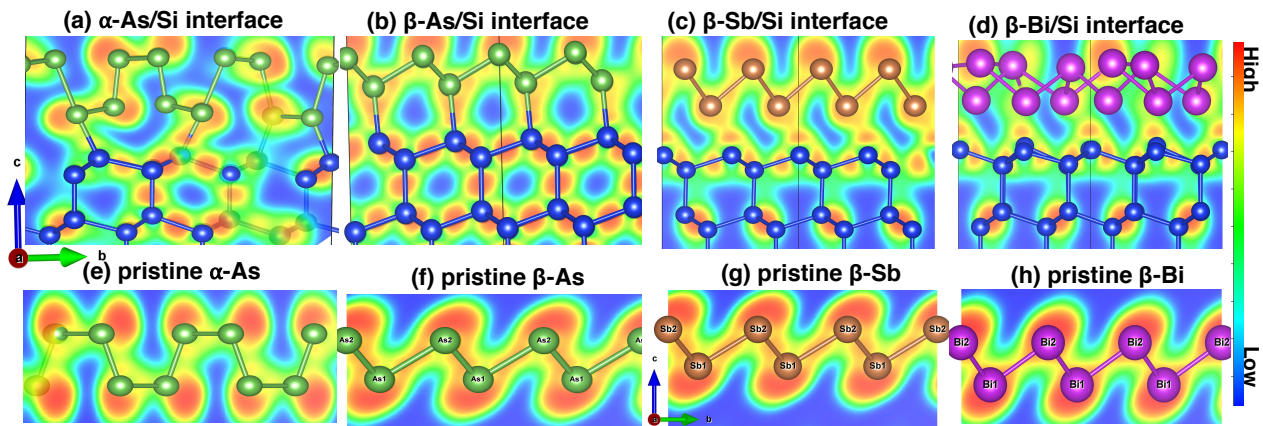 (a) α-As/Si interface
(b) β-As/Si interface
(c) β-Sb/Si interface
(d) β-Bi/Si interface
High
Low
c
a
b
(e) pristine α-As
(f) pristine β-As
(g) pristine β-Sb
(h) pristine β-Bi
As2 As2 As2 As
As1 As1 As1
Sb2 Sb2 Sb2 Sb2
Sb1 Sb1 Sb1
c
a
b
Bi2 Bi2 Bi2 Bi2
Bi1 Bi1 Bi1